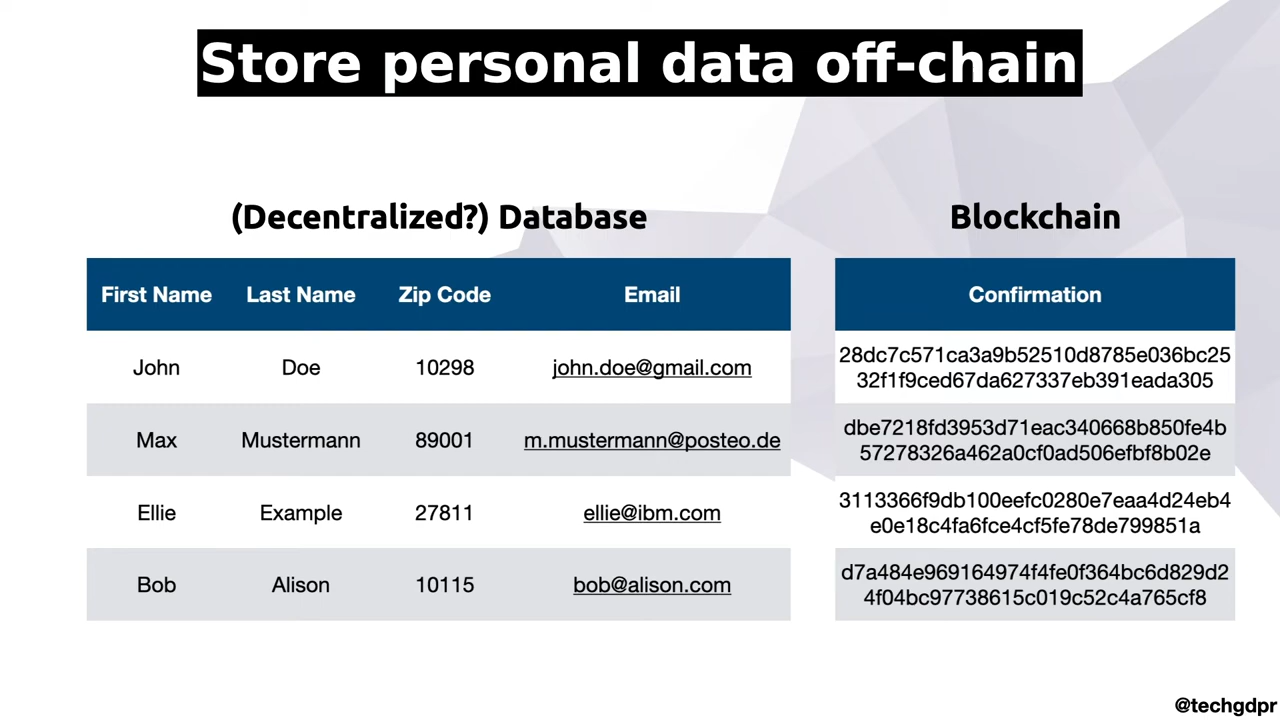 Store personal data off-chain
(Decentralized?) Database
Blockchain
First Name Last Name Zip Code Email
Confirmation
John Doe 10298 john.doe@gmail.com
28dc7c571ca3a9b52510d8785e036bc25
32f1f9ced67da627337eb391eada305
Max Mustermann 89001 m.mustermann@posteo.de
dbe7218fd3953d71eac340668b850fe4b
57278326a462a0cf0ad506efbf8b02e
Ellie Example 27811 ellie@ibm.com
3113366f9db100eefc0280e7eaa4d24eb4
e0e18c4fa6fce4cf5fe78de799851a
Bob Alison 10115 bob@alison.com
d7a484e969164974f4fe0f364bc6d829d2
4f04bc97738615c019c52c4a765cf8
@techgdpr